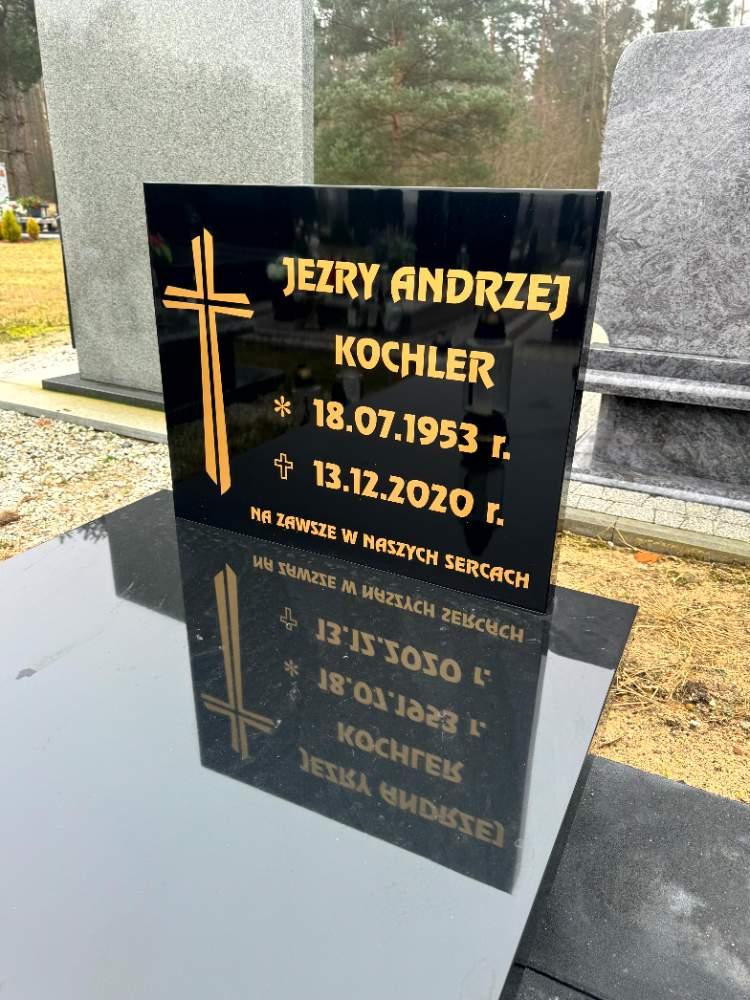 JEZRY ANDRZEJ
KOCHLER
* 18.07.1953 r.
✝ 13.12.2020 r.
NA ZAWSZE W NASZYCH SERCACH